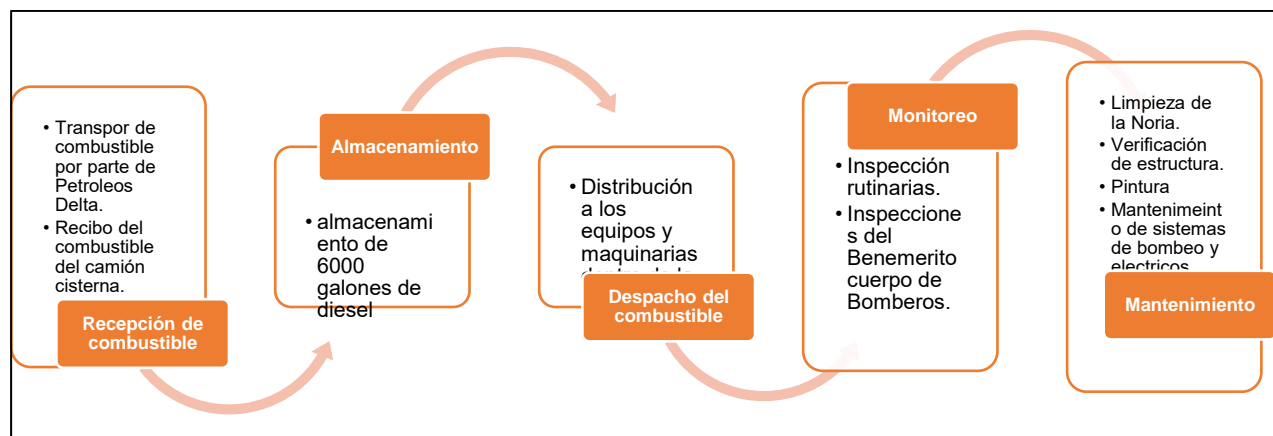 • Transpor de
combustible
por parte de
Petroleos
Delta.
• Recibo del
combustible
del camión
cisterna.
Recepción de
combustible
Almacenamiento
• almacenami
ento de
6000
galones de
diesel
• Distribución
a los
equipos y
maquinarias
Despacho del
combustible
Monitoreo
• Inspección
rutinarias.
• Inspeccione
s del
Benemerito
cuerpo de
Bomberos.
• Limpieza de
la Noria.
• Verificación
de estructura.
• Pintura
• Mantenimeint
o de sistemas
de bombeo y
electricos
Mantenimiento